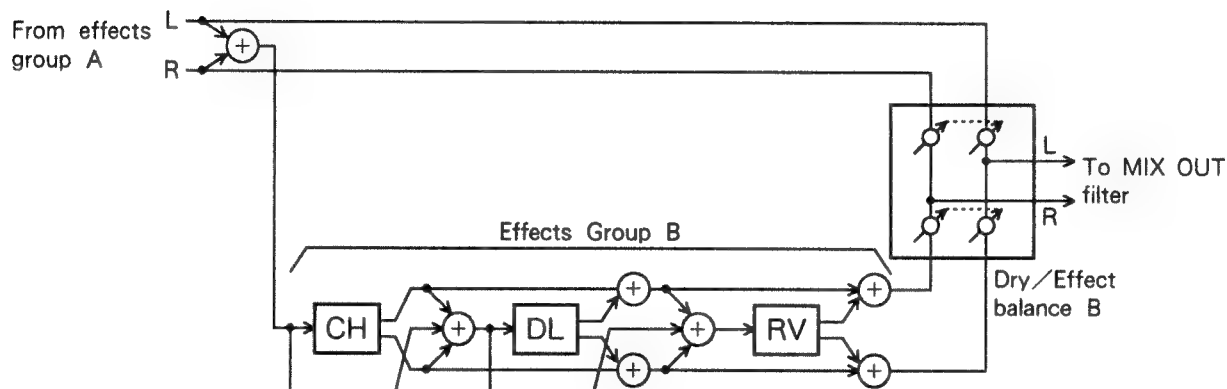 From effects
group A
L
R
+
L
R
To MIX OUT
filter
Effects Group B
Dry/Effect
balance B
CH
+
DL
+
+
+
RV
+
+